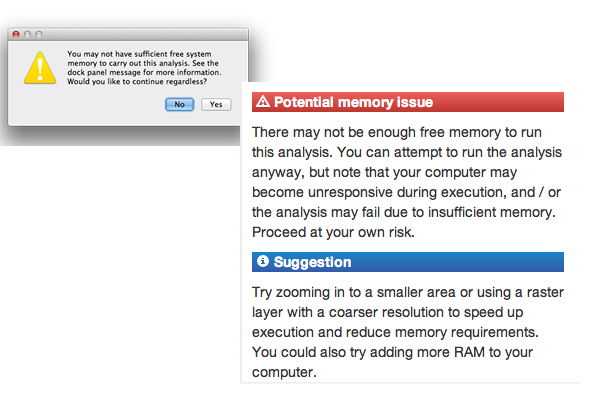 You may not have sufficient free system
memory to carry out this analysis. See the
dock panel message for more information.
Would you like to continue regardless?
No
Yes
Potential memory issue
There may not be enough free memory to run
this analysis. You can attempt to run the analysis
anyway, but note that your computer may
become unresponsive during execution, and / or
the analysis may fail due to insufficient memory.
Proceed at your own risk.
Suggestion
Try zooming in to a smaller area or using a raster
layer with a coarser resolution to speed up
execution and reduce memory requirements.
You could also try adding more RAM to your
computer.